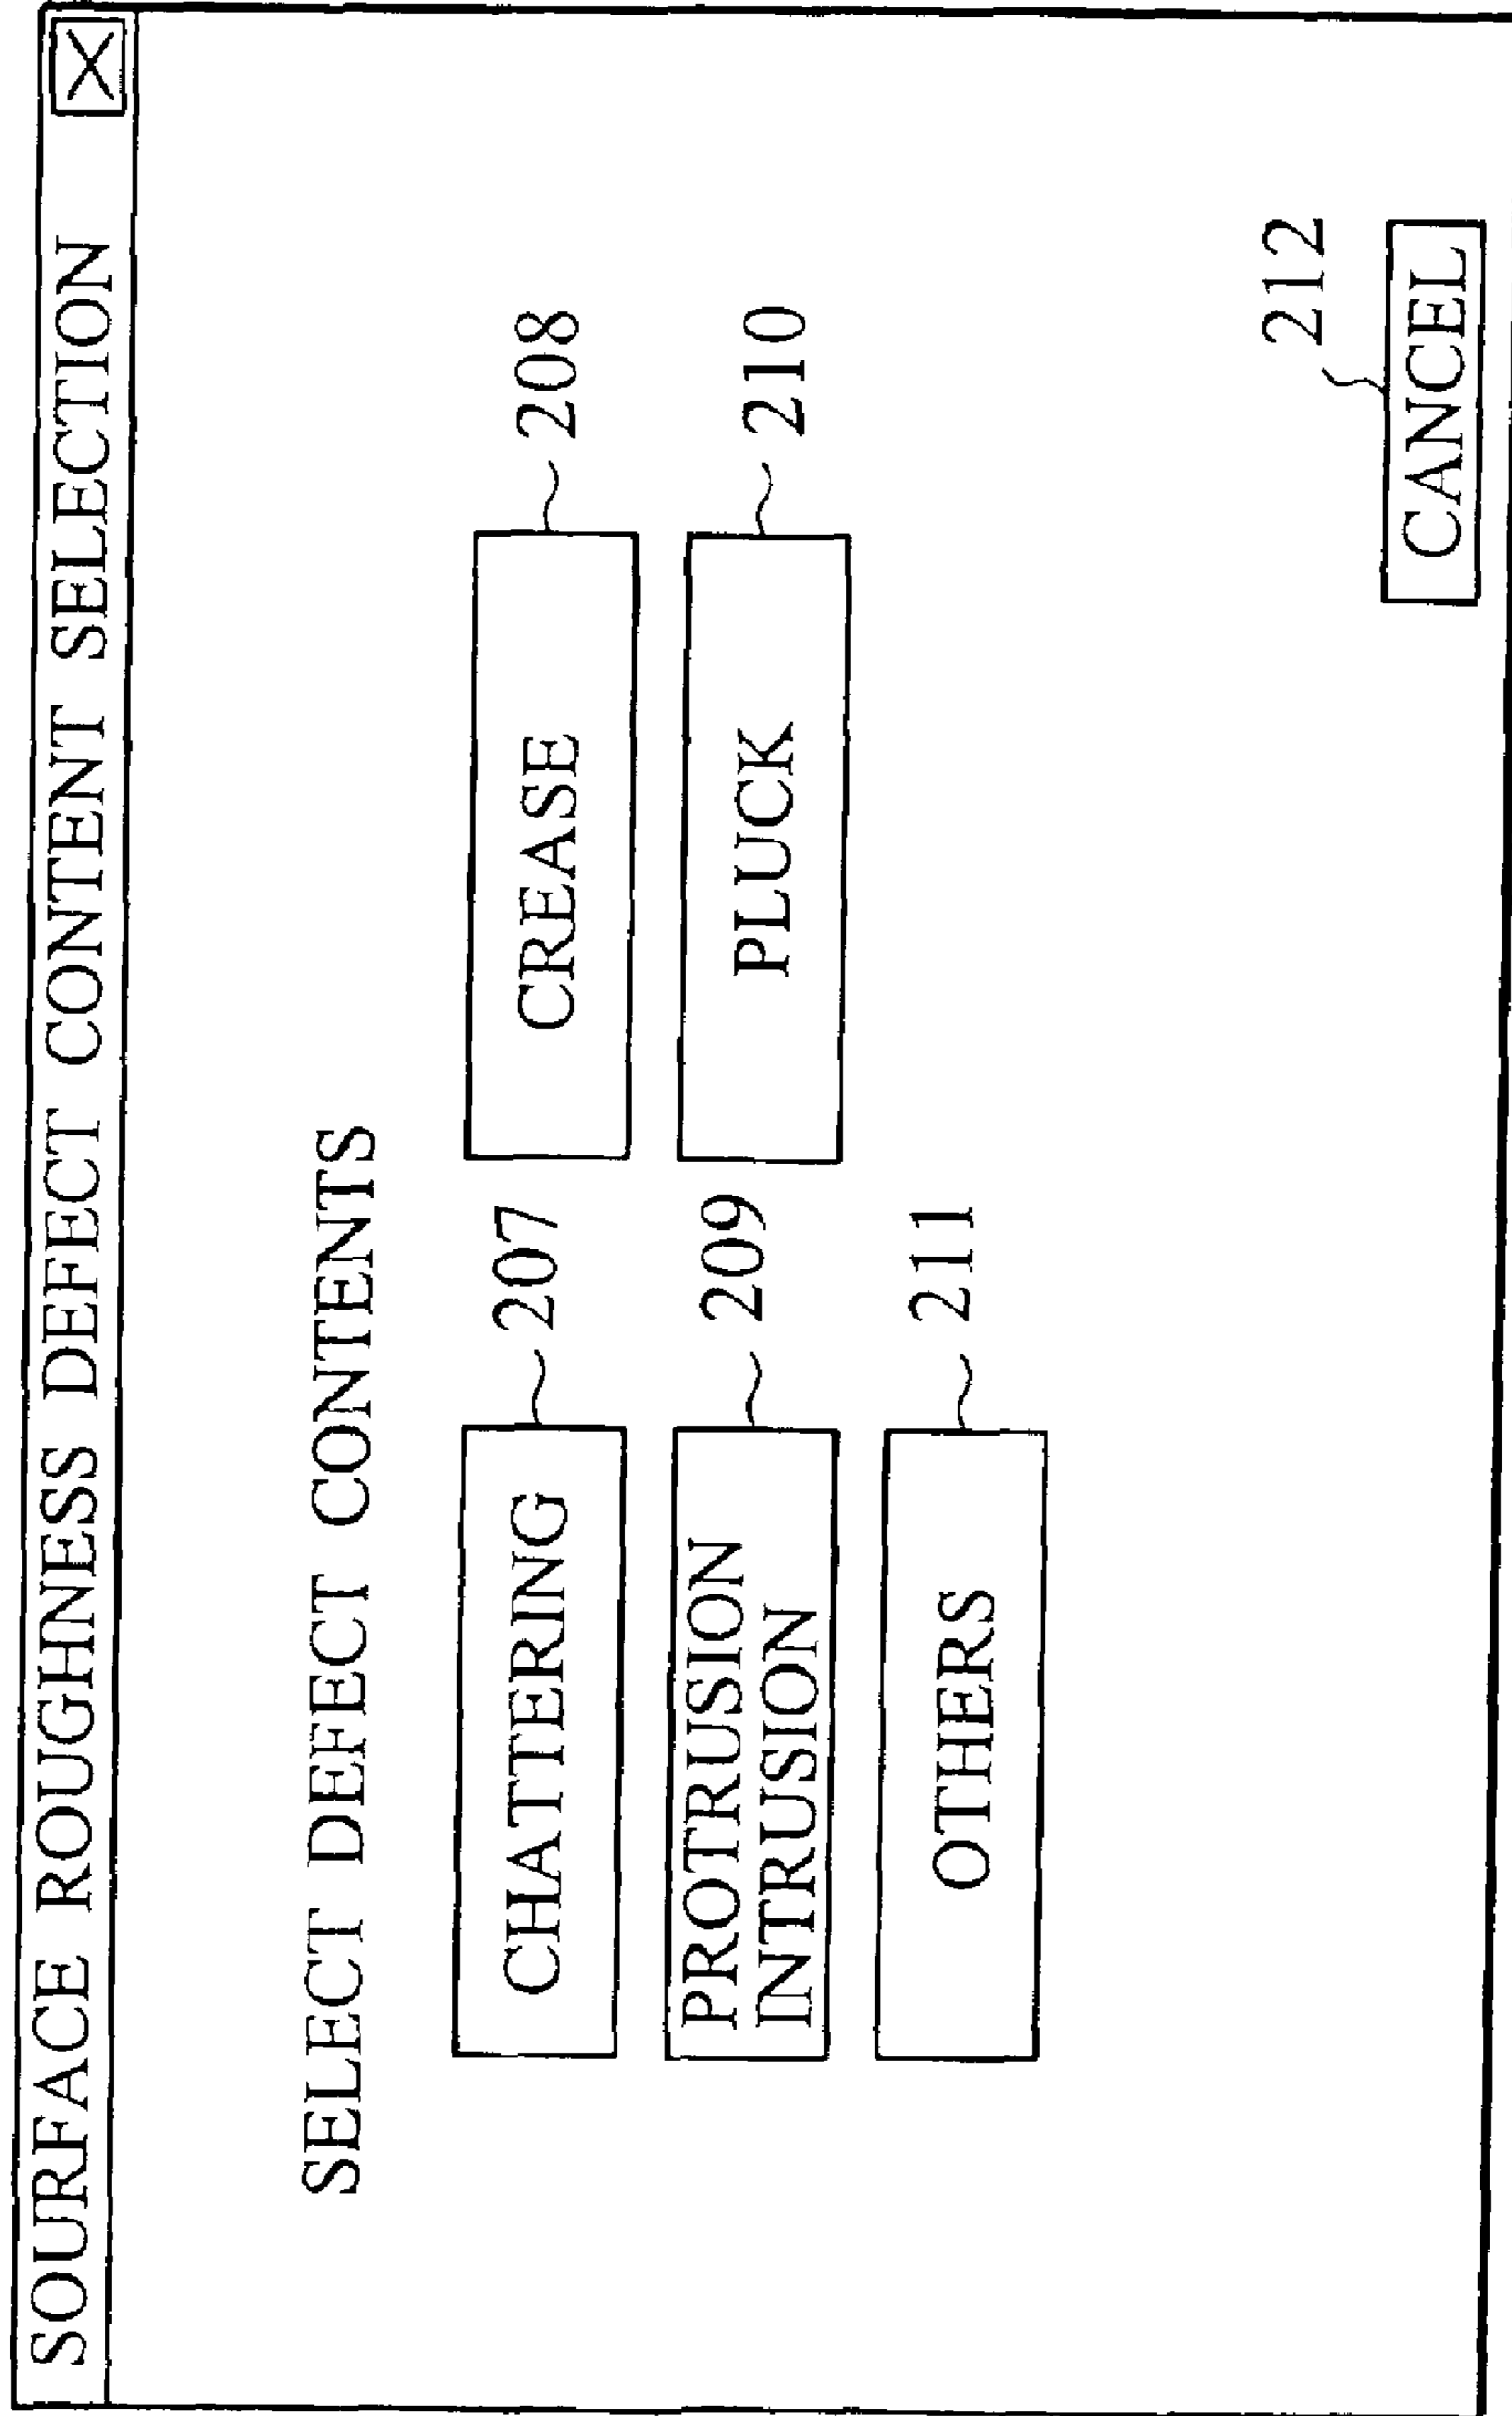 SOURFACE ROUGHNESS DEFECT CONTENT SELECTION X
SELECT DEFECT CONTENTS
CHATTERING 207
CREASE 208
PROTRUSION
INTRUSION 209
PLUCK 210
OTHERS 211
212
CANCEL